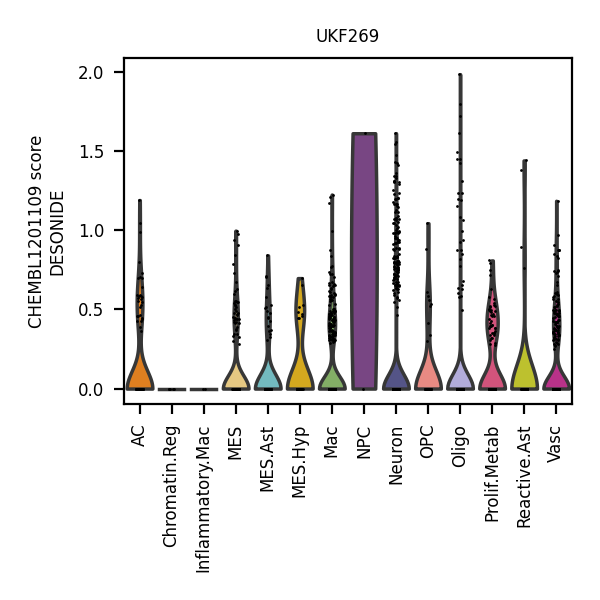 UKF269
CHEMBL1201109 score
DESONIDE
2.0
1.5
1.0
0.5
0.0
AC
Chromatin.Reg
Inflammatory.Mac
MES
MES.Ast
MES.Hyp
Mac
NPC
Neuron
OPC
Oligo
Prolif.Metab
Reactive.Ast
Vasc